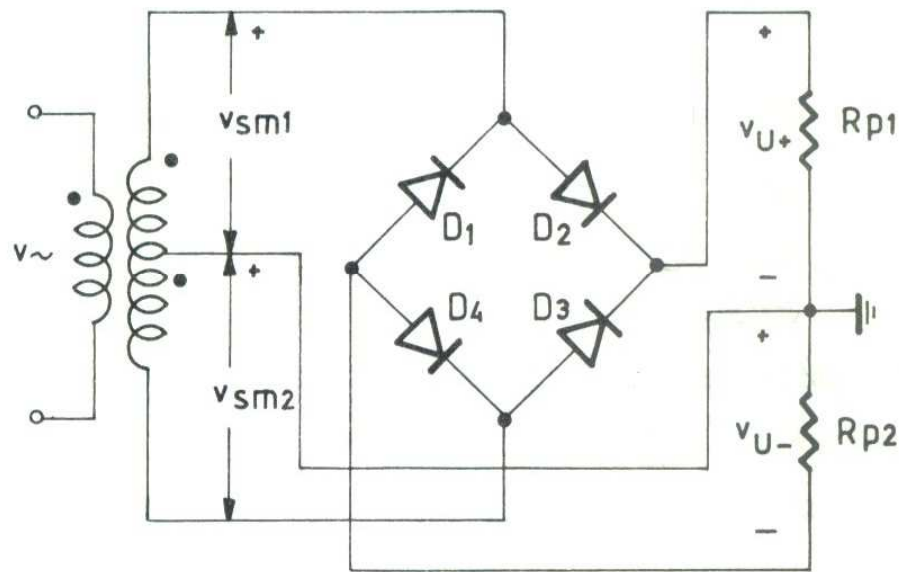 +
+
vsm1
vU+
Rp1
D1
D2
v~
+
−
D4
D3
+
vsm2
vU−
Rp2
−